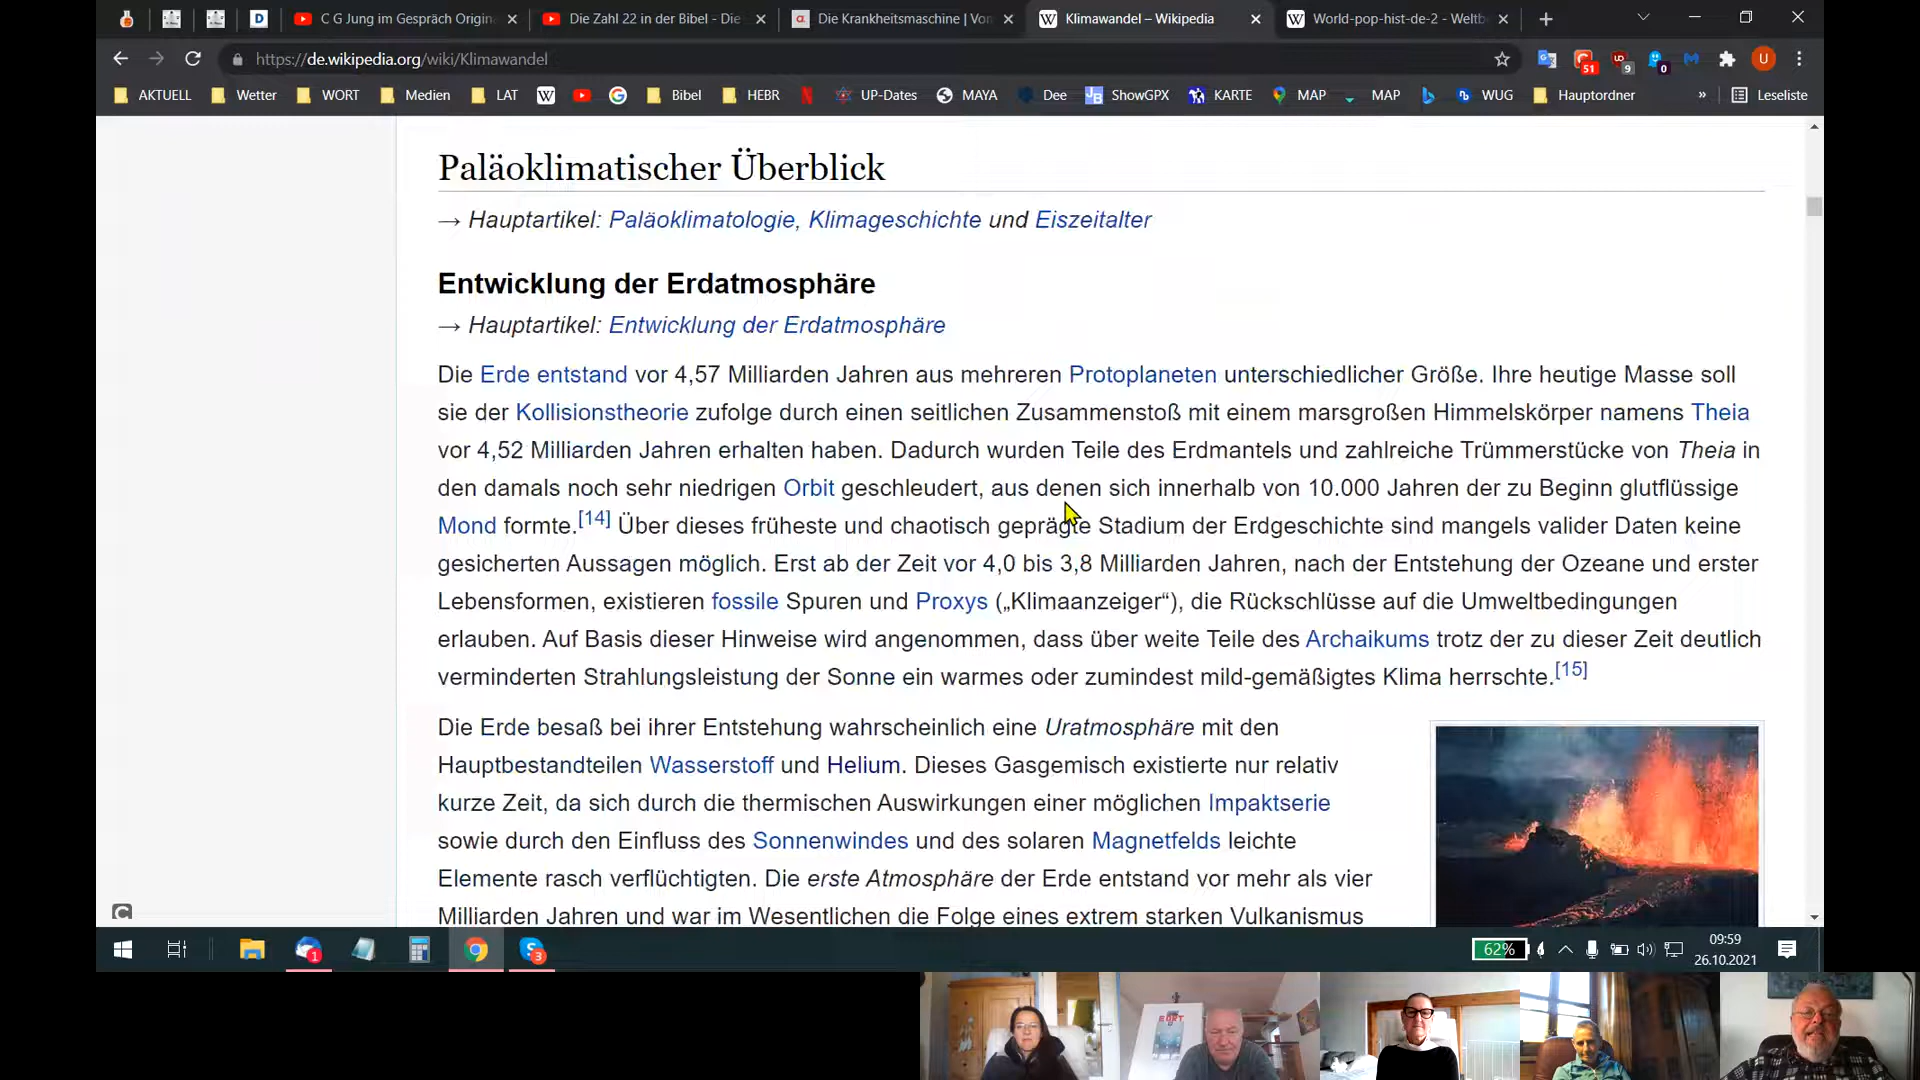 C G Jung im Gespräch Origin
Die Zahl 22 in der Bibel - Die
Die Krankheitsmaschine | Von
Klimawandel – Wikipedia
World-pop-hist-de-2 - Weltb
https://de.wikipedia.org/wiki/Klimawandel
51
9
0
U
AKTUELL
Wetter
WORT
Medien
LAT
Bibel
HEBR
UP-Dates
MAYA
Dee
ShowGPX
KARTE
MAP
MAP
WUG
Hauptordner
»
Leseliste
Paläoklimatischer Überblick
→ Hauptartikel: Paläoklimatologie, Klimageschichte und Eiszeitalter
Entwicklung der Erdatmosphäre
→ Hauptartikel: Entwicklung der Erdatmosphäre
Die Erde entstand vor 4,57 Milliarden Jahren aus mehreren Protoplaneten unterschiedlicher Größe. Ihre heutige Masse soll
sie der Kollisionstheorie zufolge durch einen seitlichen Zusammenstoß mit einem marsgroßen Himmelskörper namens Theia
vor 4,52 Milliarden Jahren erhalten haben. Dadurch wurden Teile des Erdmantels und zahlreiche Trümmerstücke von Theia in
den damals noch sehr niedrigen Orbit geschleudert, aus denen sich innerhalb von 10.000 Jahren der zu Beginn glutflüssige
Mond formte.[14] Über dieses früheste und chaotisch geprägte Stadium der Erdgeschichte sind mangels valider Daten keine
gesicherten Aussagen möglich. Erst ab der Zeit vor 4,0 bis 3,8 Milliarden Jahren, nach der Entstehung der Ozeane und erster
Lebensformen, existieren fossile Spuren und Proxys („Klimaanzeiger“), die Rückschlüsse auf die Umweltbedingungen
erlauben. Auf Basis dieser Hinweise wird angenommen, dass über weite Teile des Archaikums trotz der zu dieser Zeit deutlich
verminderten Strahlungsleistung der Sonne ein warmes oder zumindest mild-gemäßigtes Klima herrschte.[15]
Die Erde besaß bei ihrer Entstehung wahrscheinlich eine Uratmosphäre mit den
Hauptbestandteilen Wasserstoff und Helium. Dieses Gasgemisch existierte nur relativ
kurze Zeit, da sich durch die thermischen Auswirkungen einer möglichen Impaktserie
sowie durch den Einfluss des Sonnenwindes und des solaren Magnetfelds leichte
Elemente rasch verflüchtigten. Die erste Atmosphäre der Erde entstand vor mehr als vier
Milliarden Jahren und war im Wesentlichen die Folge eines extrem starken Vulkanismus
1
3
62%
09:59
26.10.2021